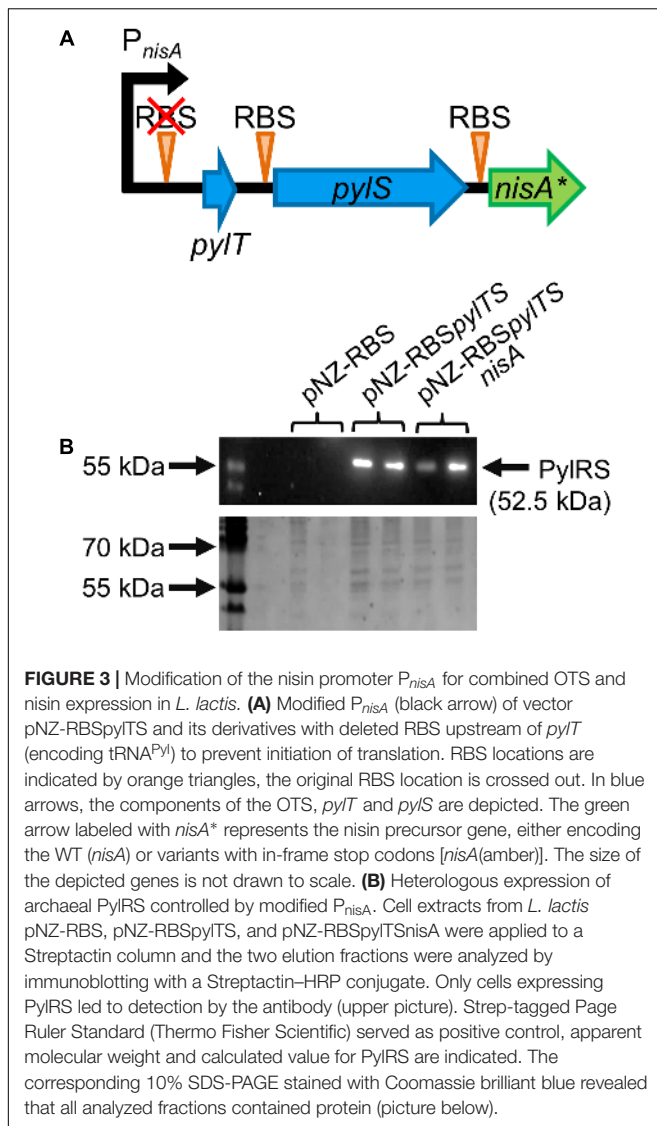 A
PnisA
RBS RBS RBS
pylS nisA*
pylT
pNZ-RBS
pNZ-RBSpylTS
pNZ-RBSpylTS
nisA
B
55 kDa
PylRS
(52.5 kDa)
70 kDa
55 kDa
FIGURE 3 | Modification of the nisin promoter PnisA for combined OTS and
nisin expression in L. lactis. (A) Modified PnisA (black arrow) of vector
pNZ-RBSpylTS and its derivatives with deleted RBS upstream of pylT
(encoding tRNAPyl) to prevent initiation of translation. RBS locations are
indicated by orange triangles, the original RBS location is crossed out. In blue
arrows, the components of the OTS, pylT and pylS are depicted. The green
arrow labeled with nisA* represents the nisin precursor gene, either encoding
the WT (nisA) or variants with in-frame stop codons [nisA(amber)]. The size of
the depicted genes is not drawn to scale. (B) Heterologous expression of
archaeal PylRS controlled by modified PnisA. Cell extracts from L. lactis
pNZ-RBS, pNZ-RBSpylTS, and pNZ-RBSpylTSnisA were applied to a
Streptactin column and the two elution fractions were analyzed by
immunoblotting with a Streptactin–HRP conjugate. Only cells expressing
PylRS led to detection by the antibody (upper picture). Strep-tagged Page
Ruler Standard (Thermo Fisher Scientific) served as positive control, apparent
molecular weight and calculated value for PylRS are indicated. The
corresponding 10% SDS-PAGE stained with Coomassie brilliant blue revealed
that all analyzed fractions contained protein (picture below).